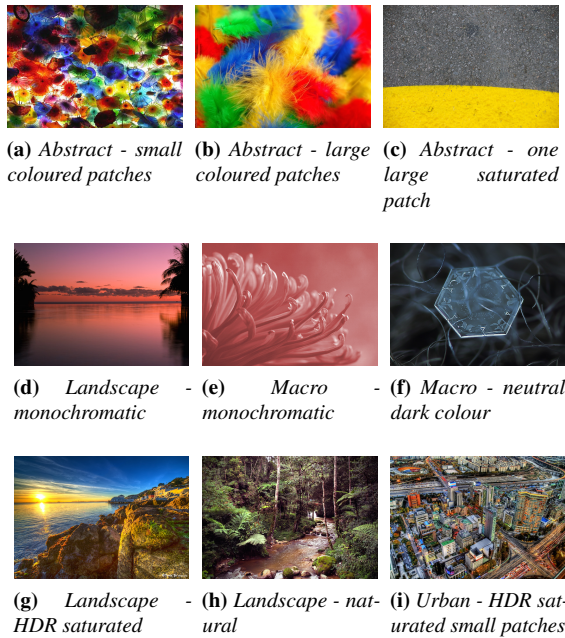 (a) Abstract - small
coloured patches
(b) Abstract - large
coloured patches
(c) Abstract - one
large saturated
patch
(d) Landscape -
monochromatic
(e) Macro -
monochromatic
(f) Macro - neutral
dark colour
(g) Landscape -
HDR saturated
(h) Landscape - nat-
ural
(i) Urban - HDR sat-
urated small patches